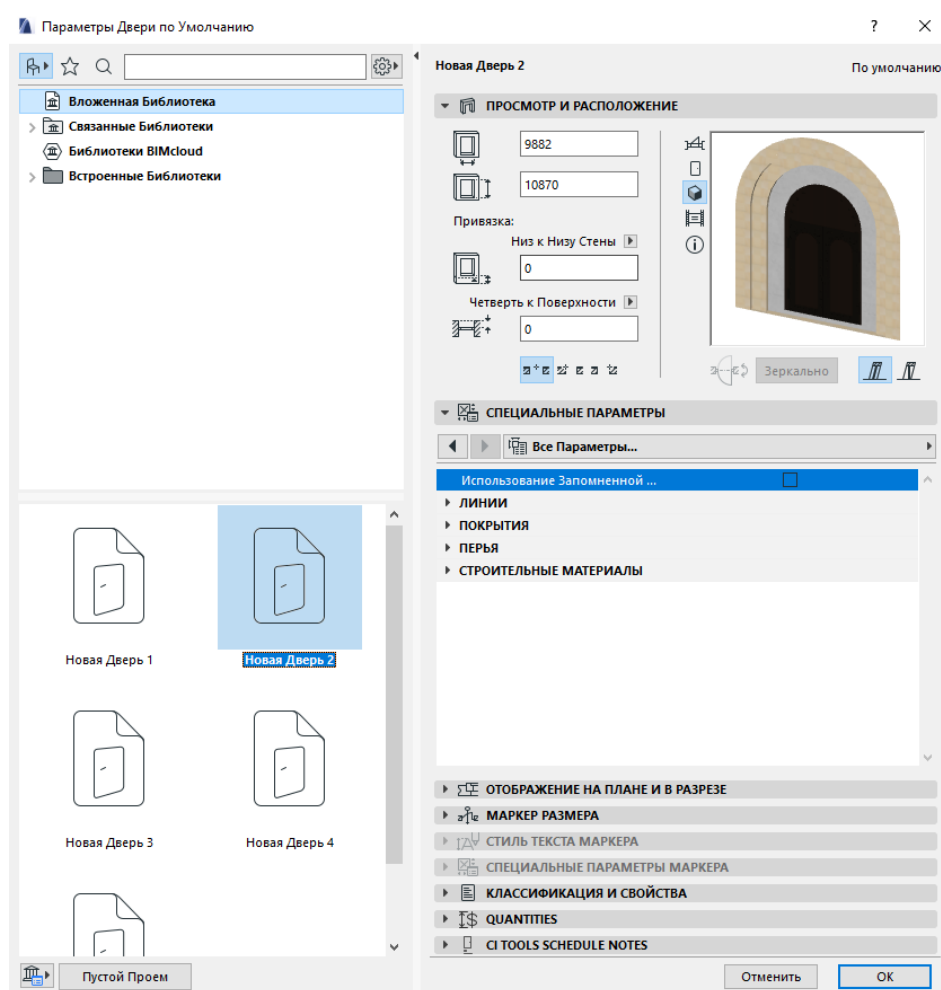 Параметры Двери по Умолчанию
?
Вложенная Библиотека
Связанные Библиотеки
Библиотеки BIMcloud
Встроенные Библиотеки
Новая Дверь 1
Новая Дверь 2
Новая Дверь 3
Новая Дверь 4
Пустой Проем
Новая Дверь 2
По умолчанию
ПРОСМОТР И РАСПОЛОЖЕНИЕ
9882
10870
Привязка:
Низ к Низу Стены
0
Четверть к Поверхности
0
Зеркально
СПЕЦИАЛЬНЫЕ ПАРАМЕТРЫ
Все Параметры...
Использование Запомненной ...
ЛИНИИ
ПОКРЫТИЯ
ПЕРЬЯ
СТРОИТЕЛЬНЫЕ МАТЕРИАЛЫ
ОТОБРАЖЕНИЕ НА ПЛАНЕ И В РАЗРЕЗЕ
МАРКЕР РАЗМЕРА
СТИЛЬ ТЕКСТА МАРКЕРА
СПЕЦИАЛЬНЫЕ ПАРАМЕТРЫ МАРКЕРА
КЛАССИФИКАЦИЯ И СВОЙСТВА
QUANTITIES
CI TOOLS SCHEDULE NOTES
Отменить
ОК